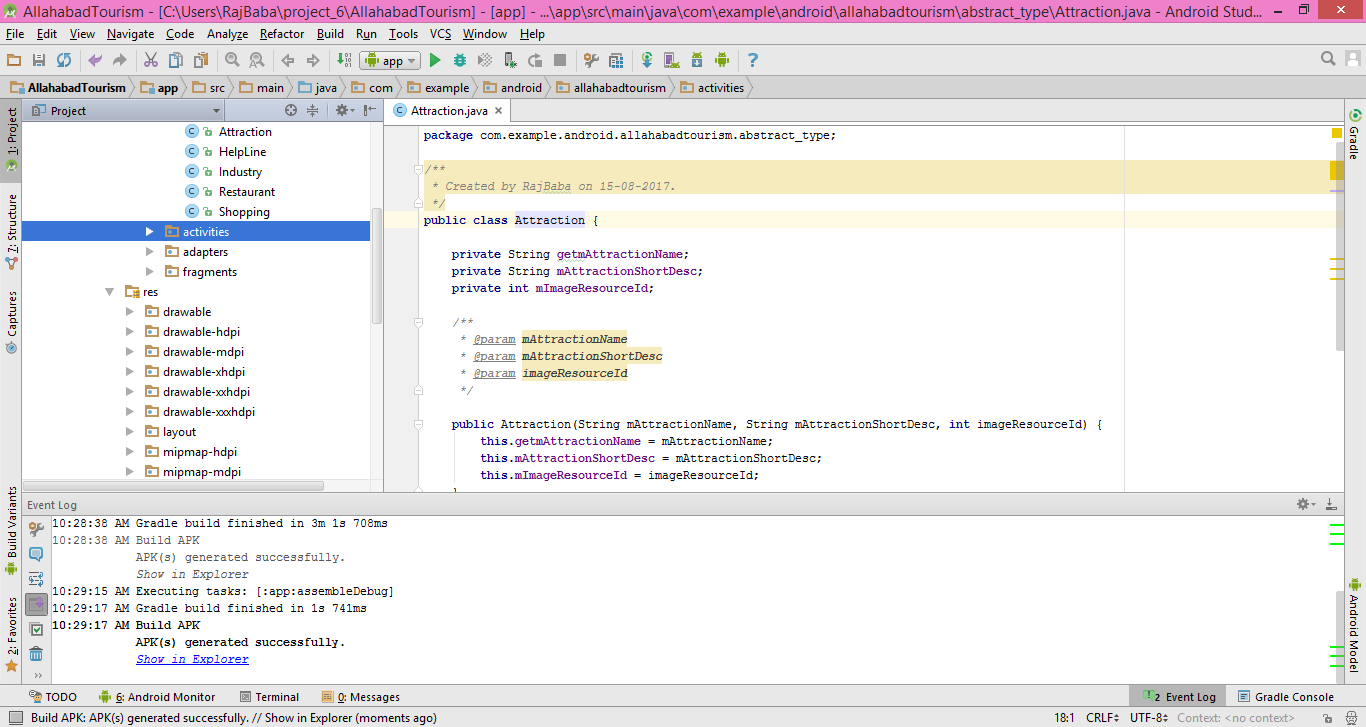 AllahabadTourism - [C:\Users\RajBaba\project_6\AllahabadTourism] - [app] - ...\app\src\main\java\com\example\android\allahabadtourism\abstract_type\Attraction.java - Android Stud...
File Edit View Navigate Code Analyze Refactor Build Run Tools VCS Window Help
app
AllahabadTourism app src main java com example android allahabadtourism activities
Project
Attraction.java
1: Project
7: Structure
Captures
Build Variants
2: Favorites
Attraction
HelpLine
Industry
Restaurant
Shopping
activities
adapters
fragments
res
drawable
drawable-hdpi
drawable-mdpi
drawable-xhdpi
drawable-xxhdpi
drawable-xxxhdpi
layout
mipmap-hdpi
mipmap-mdpi
package com.example.android.allahabadtourism.abstract_type;
/**
* Created by RajBaba on 15-08-2017.
*/
public class Attraction {
private String getmAttractionName;
private String mAttractionShortDesc;
private int mImageResourceId;
/**
* @param mAttractionName
* @param mAttractionShortDesc
* @param imageResourceId
*/
public Attraction(String mAttractionName, String mAttractionShortDesc, int imageResourceId) {
this.getmAttractionName = mAttractionName;
this.mAttractionShortDesc = mAttractionShortDesc;
this.mImageResourceId = imageResourceId;
Gradle
Android Model
Event Log
10:28:38 AM Gradle build finished in 3m 1s 708ms
10:28:38 AM Build APK
APK(s) generated successfully.
Show in Explorer
10:29:15 AM Executing tasks: [:app:assembleDebug]
10:29:17 AM Gradle build finished in 1s 741ms
10:29:17 AM Build APK
APK(s) generated successfully.
Show in Explorer
TODO 6: Android Monitor Terminal 0: Messages 2 Event Log Gradle Console
Build APK: APK(s) generated successfully. // Show in Explorer (moments ago) 18:1 CRLF UTF-8 Context: <no context>